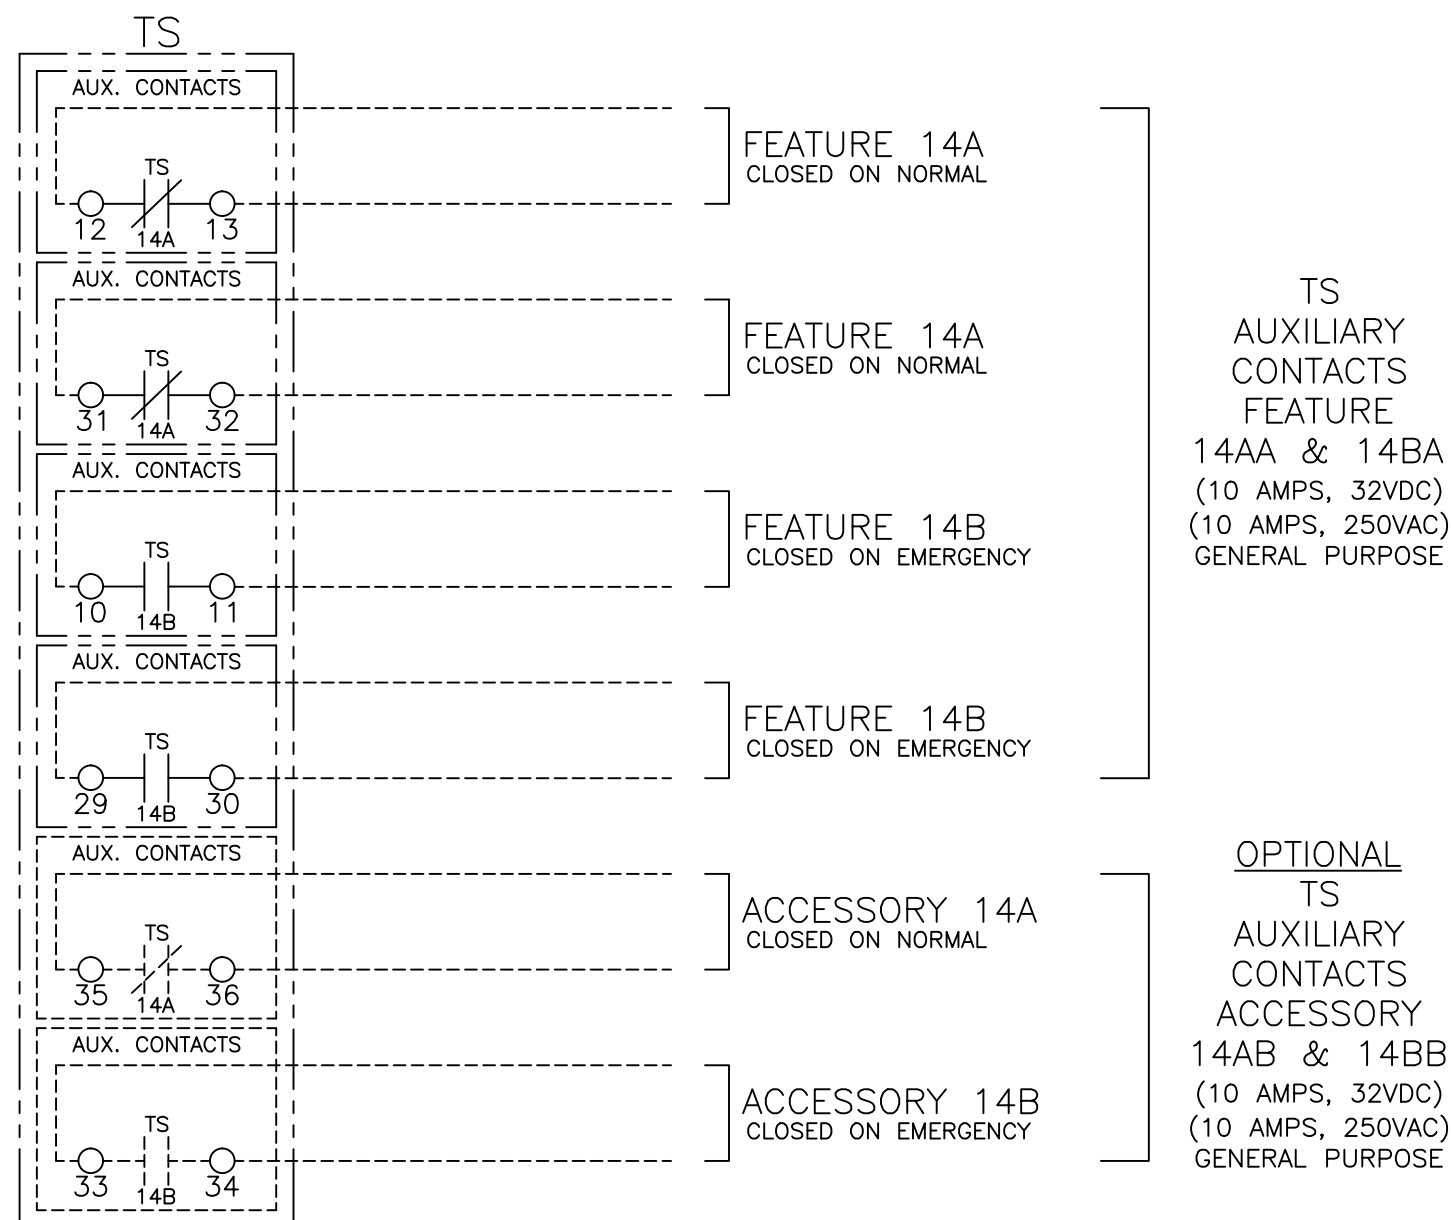 TS
AUX. CONTACTS
TS
12 13
14A
FEATURE 14A
CLOSED ON NORMAL
AUX. CONTACTS
TS
31 32
14A
FEATURE 14A
CLOSED ON NORMAL
AUX. CONTACTS
TS
10 11
14B
FEATURE 14B
CLOSED ON EMERGENCY
AUX. CONTACTS
TS
29 30
14B
FEATURE 14B
CLOSED ON EMERGENCY
TS
AUXILIARY
CONTACTS
FEATURE
14AA & 14BA
(10 AMPS, 32VDC)
(10 AMPS, 250VAC)
GENERAL PURPOSE
AUX. CONTACTS
TS
35 36
14A
ACCESSORY 14A
CLOSED ON NORMAL
AUX. CONTACTS
TS
33 34
14B
ACCESSORY 14B
CLOSED ON EMERGENCY
OPTIONAL
TS
AUXILIARY
CONTACTS
ACCESSORY
14AB & 14BB
(10 AMPS, 32VDC)
(10 AMPS, 250VAC)
GENERAL PURPOSE